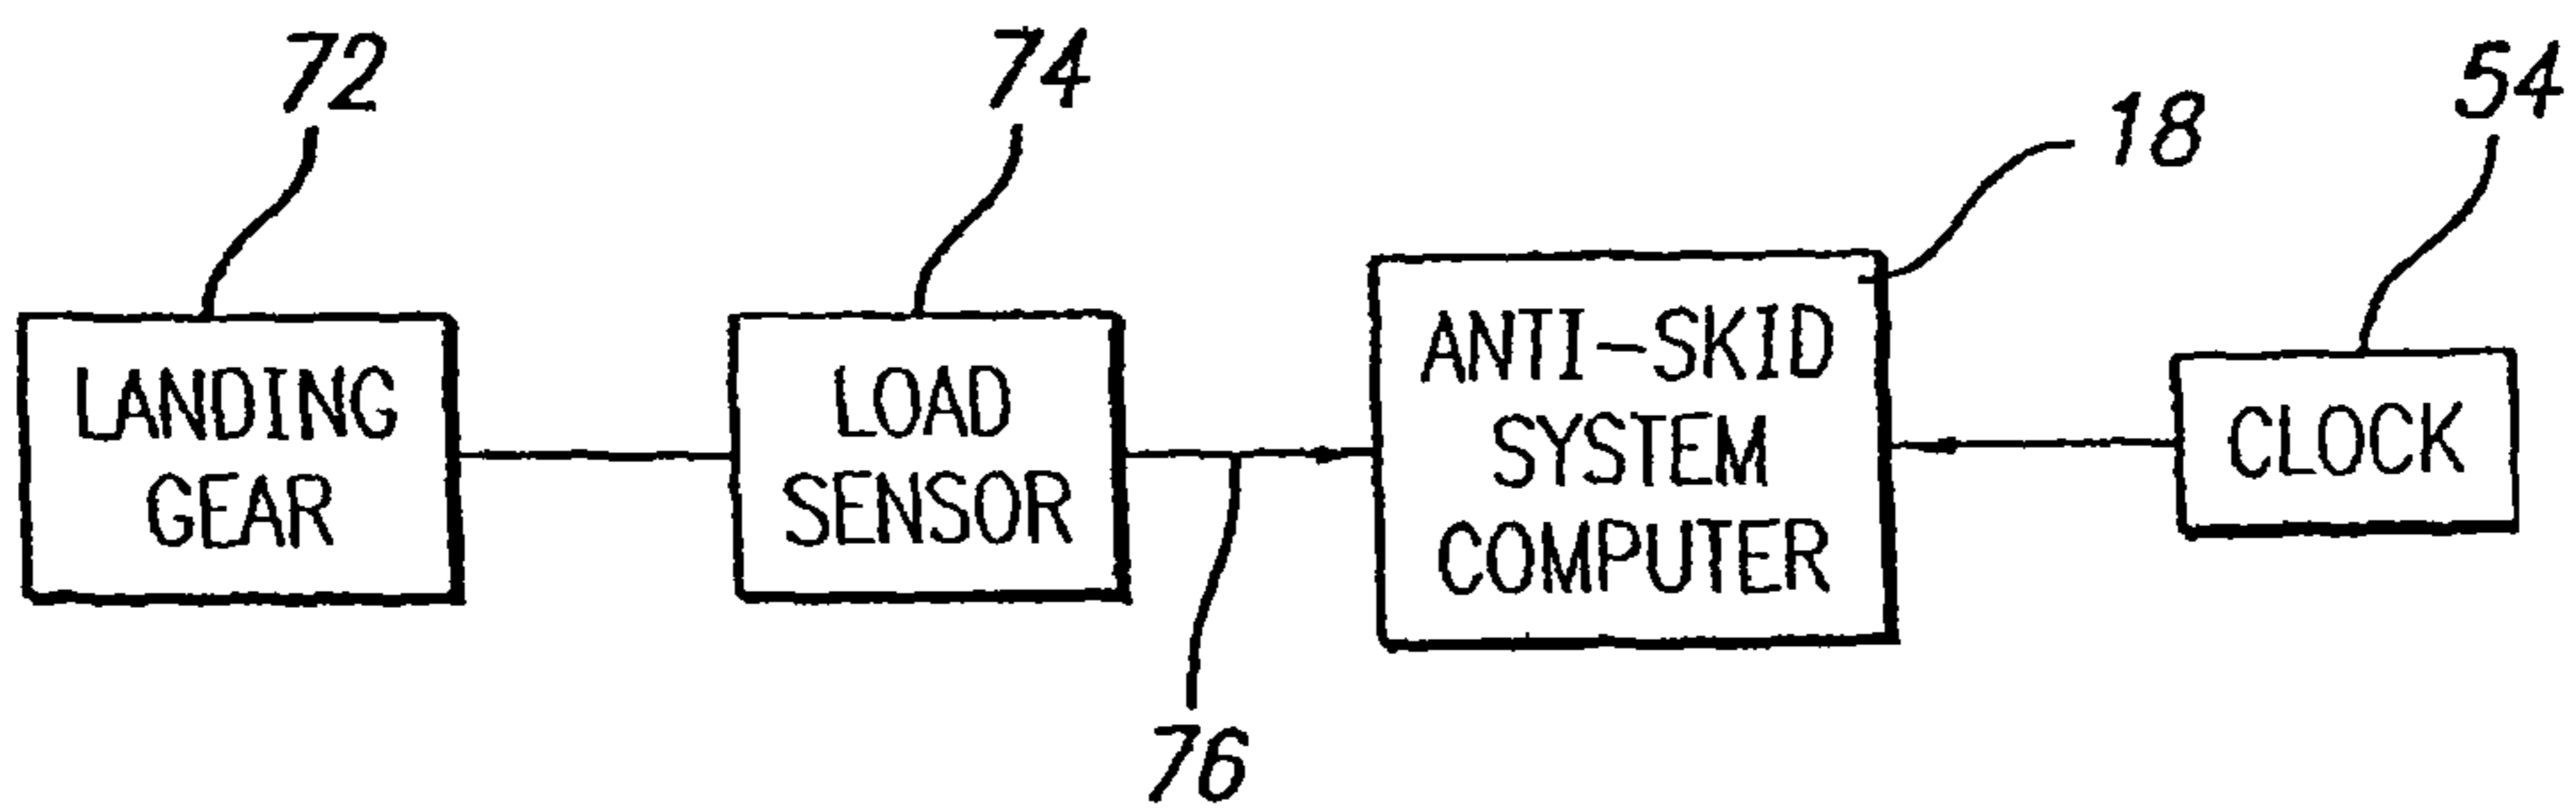 72
74
18
54
LANDING
GEAR
LOAD
SENSOR
ANTI-SKID
SYSTEM
COMPUTER
CLOCK
76